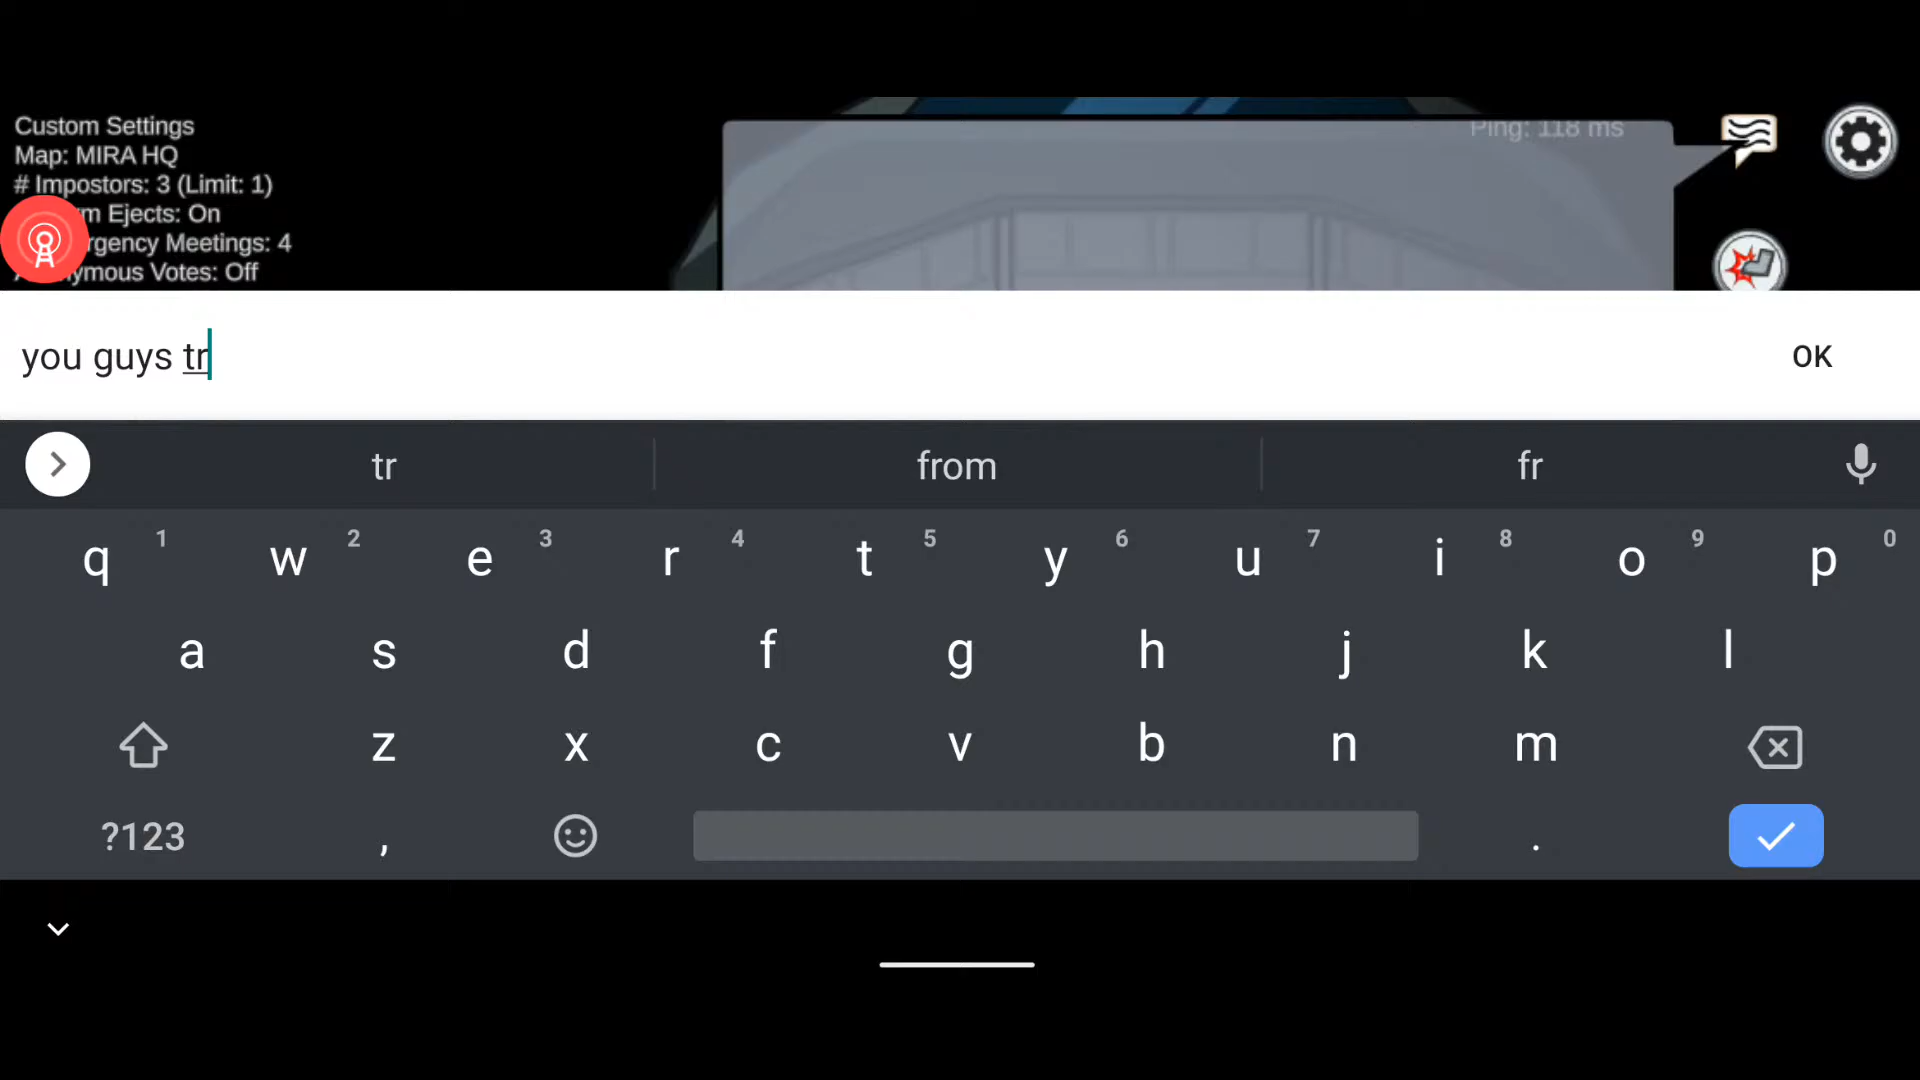 Custom Settings
Map: MIRA HQ
# Impostors: 3 (Limit: 1)
m Ejects: On
rgency Meetings: 4
ymous Votes: Off
Ping: 118 ms
you guys tr
OK
tr from fr
q 1 w 2 e 3 r 4 t 5 y 6 u 7 i 8 o 9 p 0
a s d f g h j k l
z x c v b n m
?123 , .